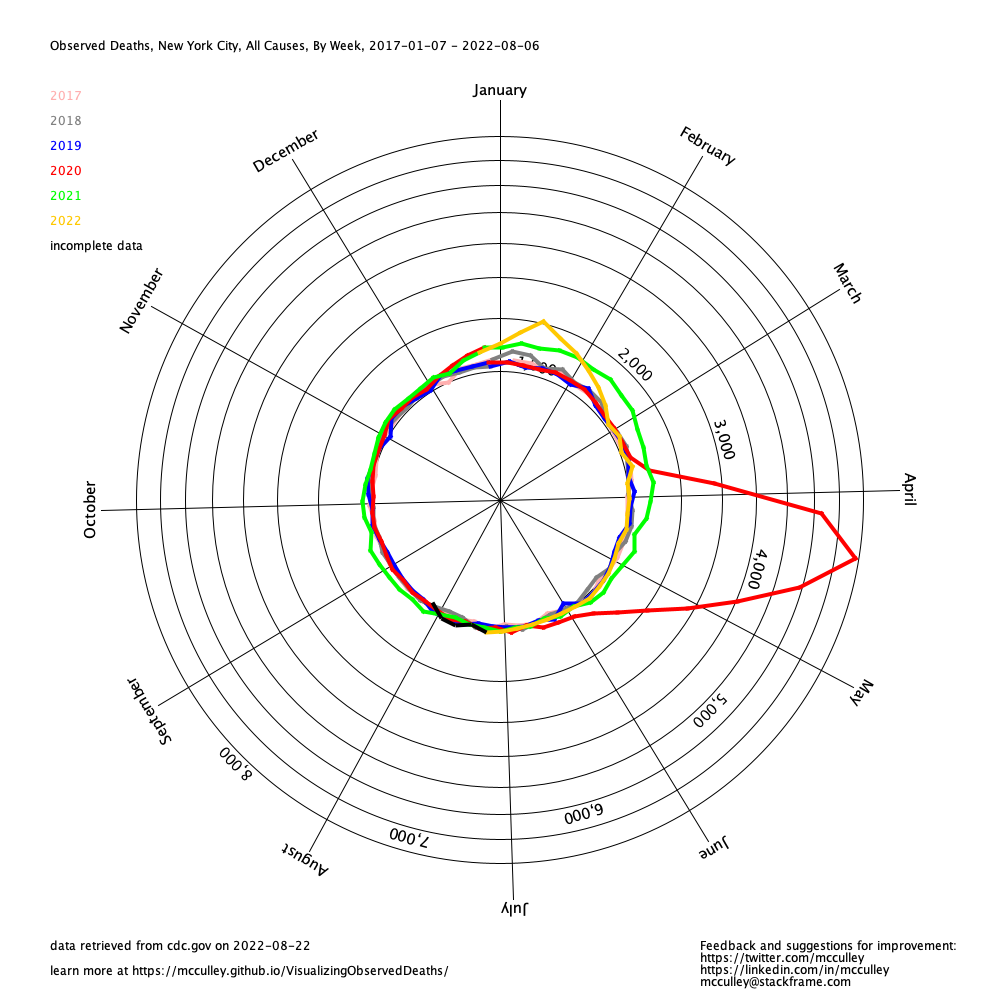 Observed Deaths, New York City, All Causes, By Week, 2017-01-07 - 2022-08-06
2017
2018
2019
2020
2021
2022
incomplete data
January
February
March
April
May
June
July
August
September
October
November
December
2,000
3,000
4,000
5,000
6,000
7,000
8,000
data retrieved from cdc.gov on 2022-08-22
learn more at https://mcculley.github.io/VisualizingObservedDeaths/
Feedback and suggestions for improvement:
https://twitter.com/mcculley
https://linkedin.com/in/mcculley
mcculley@stackframe.com